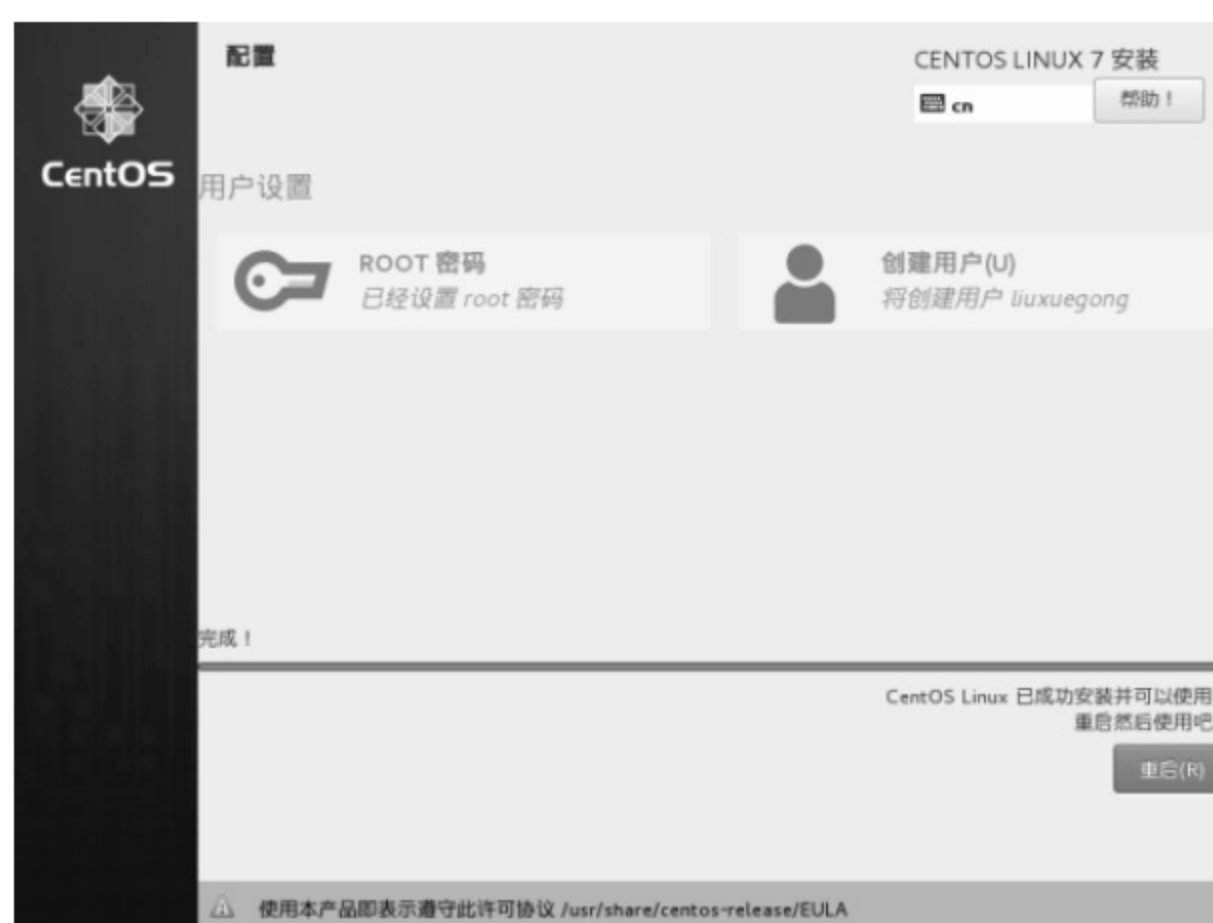 配置
CENTOS LINUX 7 安装
cn
帮助！
CentOS
用户设置
ROOT 密码
已经设置 root 密码
创建用户(U)
将创建用户 liuxuegong
完成！
CentOS Linux 已成功安装并可以使用
重启然后使用吧
重启(R)
使用本产品即表示遵守此许可协议 /usr/share/centos-release/EULA